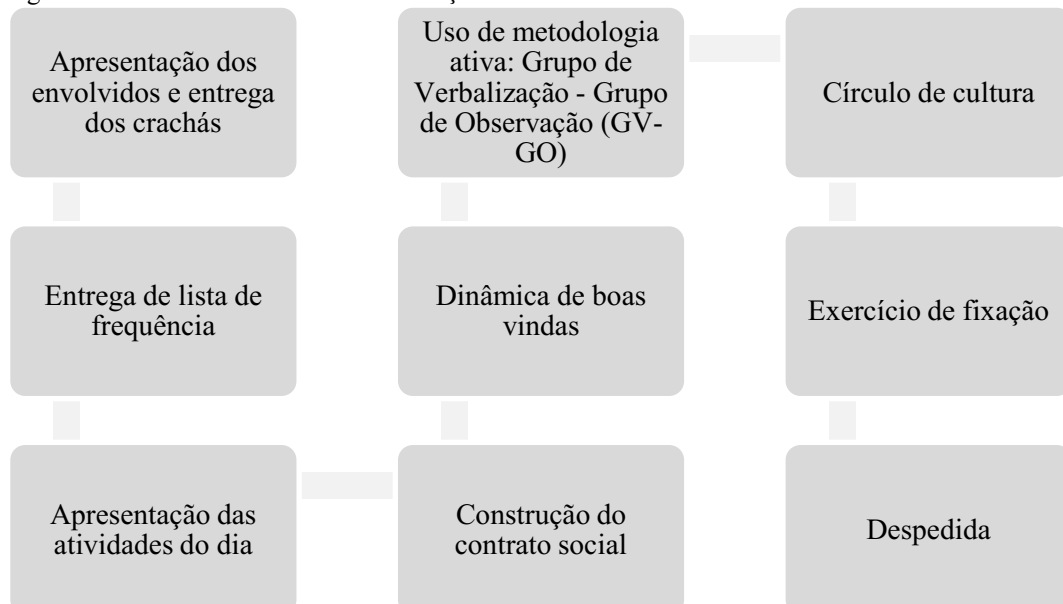 Apresentação dos
envolvidos e entrega
dos crachás
Entrega de lista de
frequência
Apresentação das
atividades do dia
Construção do
contrato social
Dinâmica de boas
vindas
Uso de metodologia
ativa: Grupo de
Verbalização - Grupo
de Observação (GV-
GO)
Círculo de cultura
Exercício de fixação
Despedida